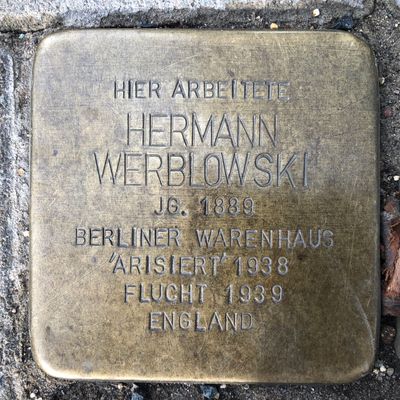 HIER ARBEITETE
HERMANN
WERBLOWSKI
JG. 1889
BERLINER WARENHAUS
"ARISIERT" 1938
FLUCHT 1939
ENGLAND